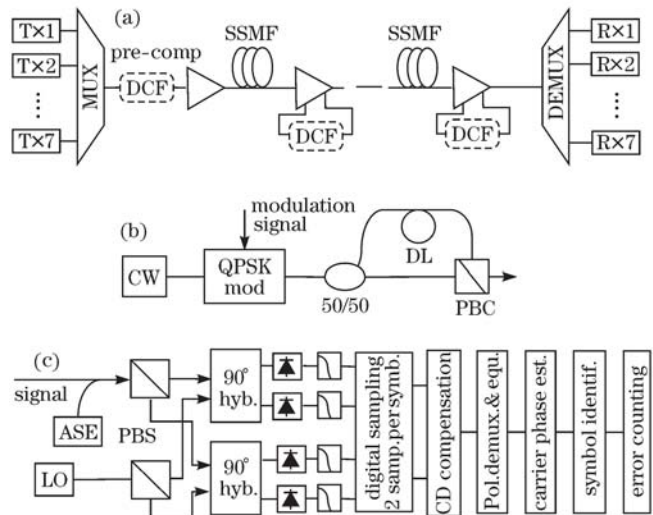 (a)
T×1
T×2
T×7
MUX
pre-comp
DCF
SSMF
DCF
SSMF
DCF
DEMUX
R×1
R×2
R×7
(b)
modulation
signal
CW
QPSK
mod
50/50
DL
PBC
(c)
signal
ASE
PBS
LO
90°
hyb.
90°
hyb.
digital sampling
2 samp.persymb.
CD compensation
Pol.demux.& equ.
carrier phase est.
symbol identif.
error counting